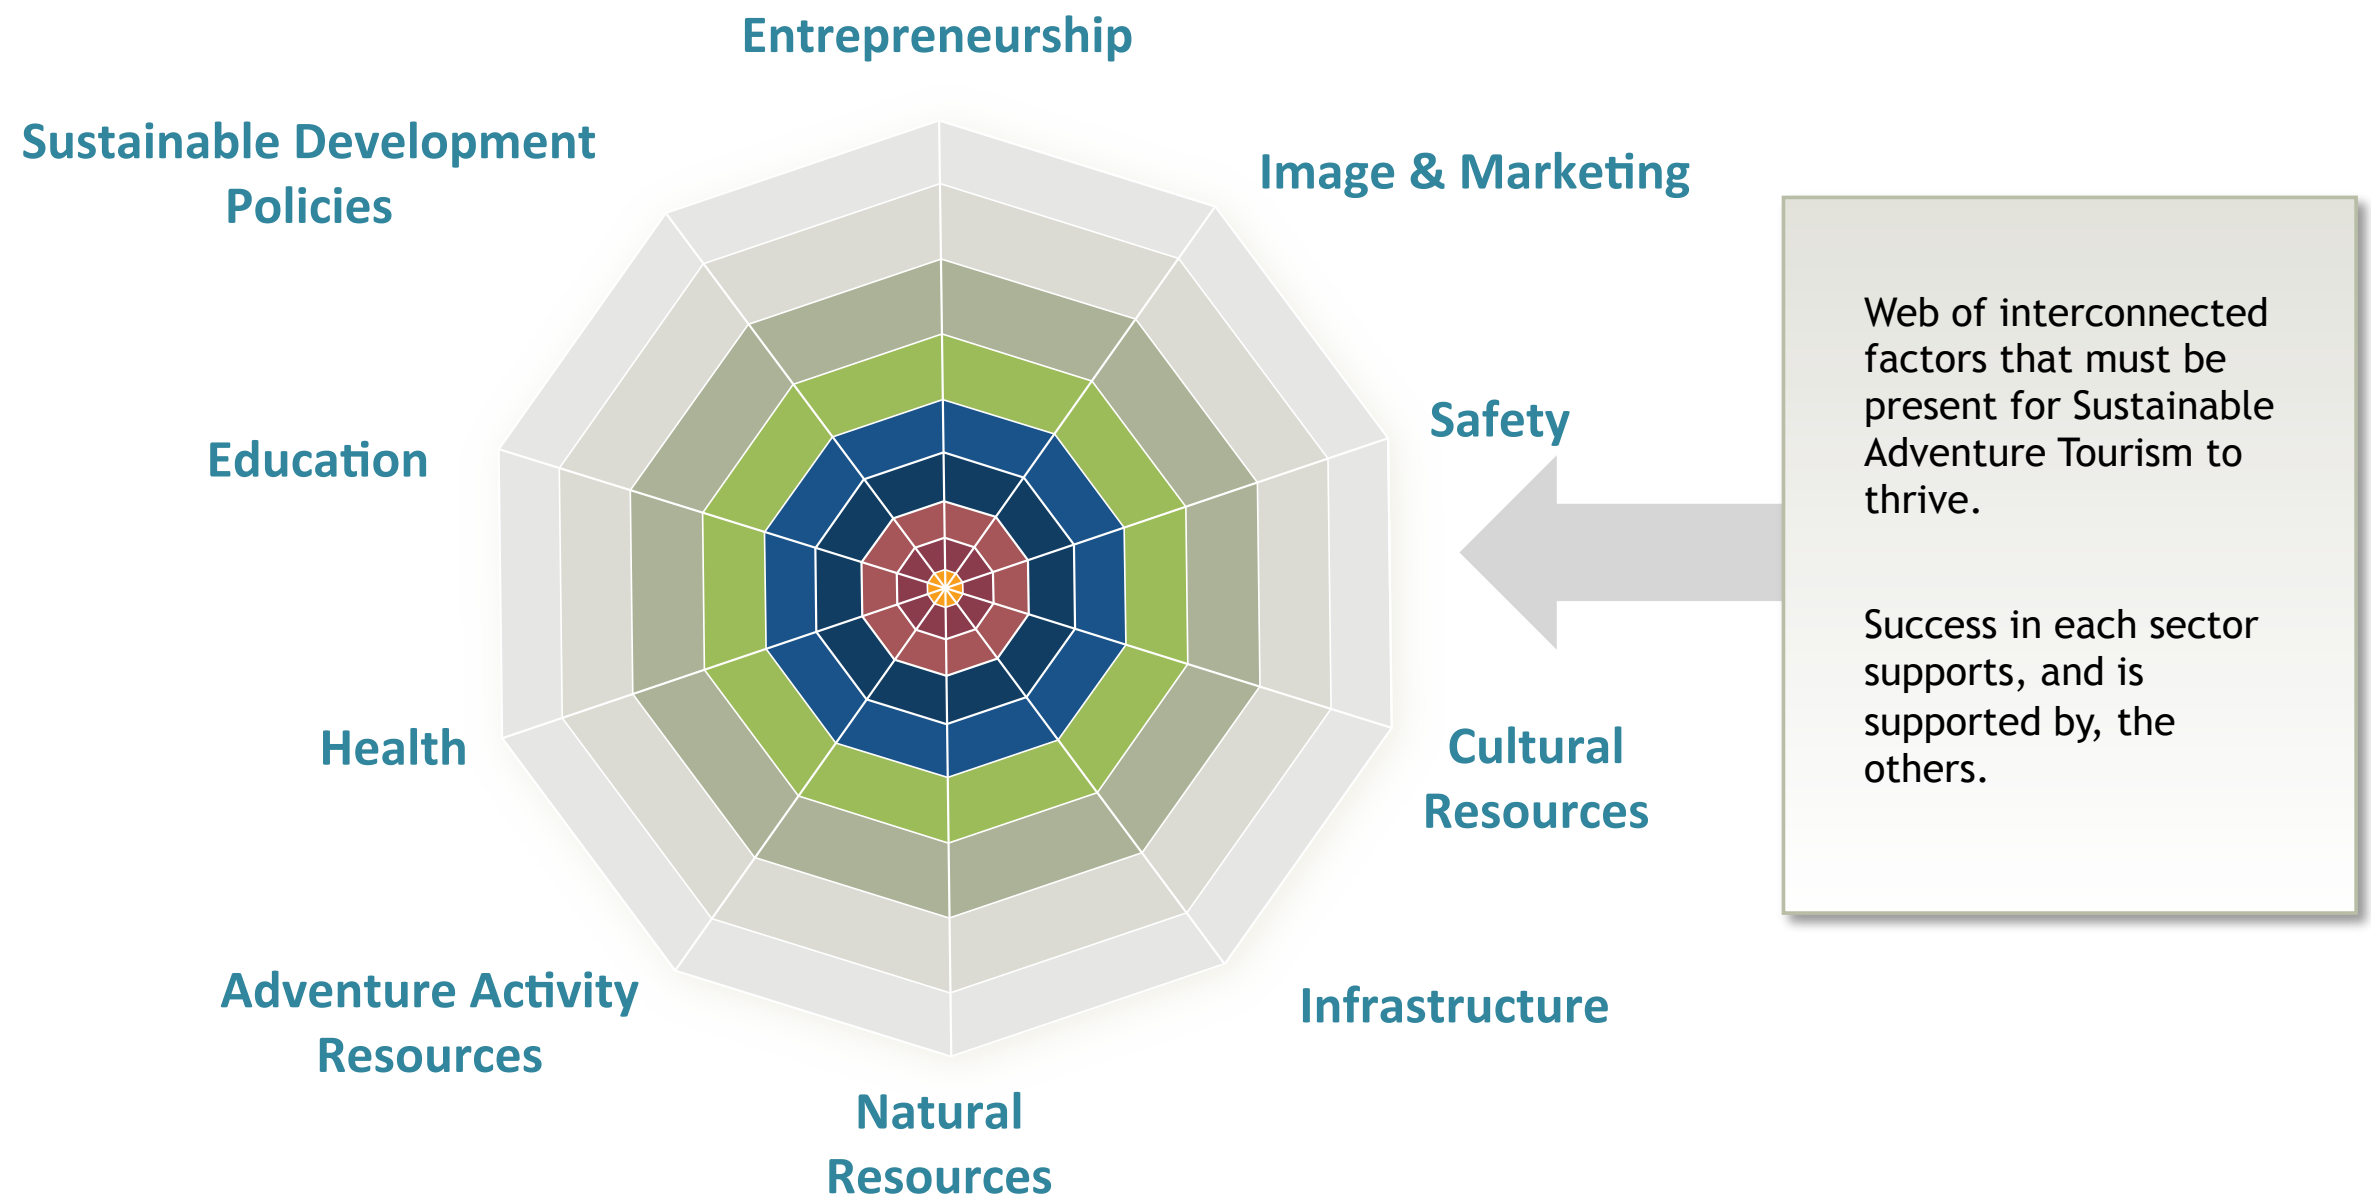 Entrepreneurship
Sustainable Development
Policies
Image & Marketing
Safety
Education
Health
Cultural
Resources
Adventure Activity
Resources
Infrastructure
Natural
Resources
Web of interconnected
factors that must be
present for Sustainable
Adventure Tourism to
thrive.
Success in each sector
supports, and is
supported by, the
others.